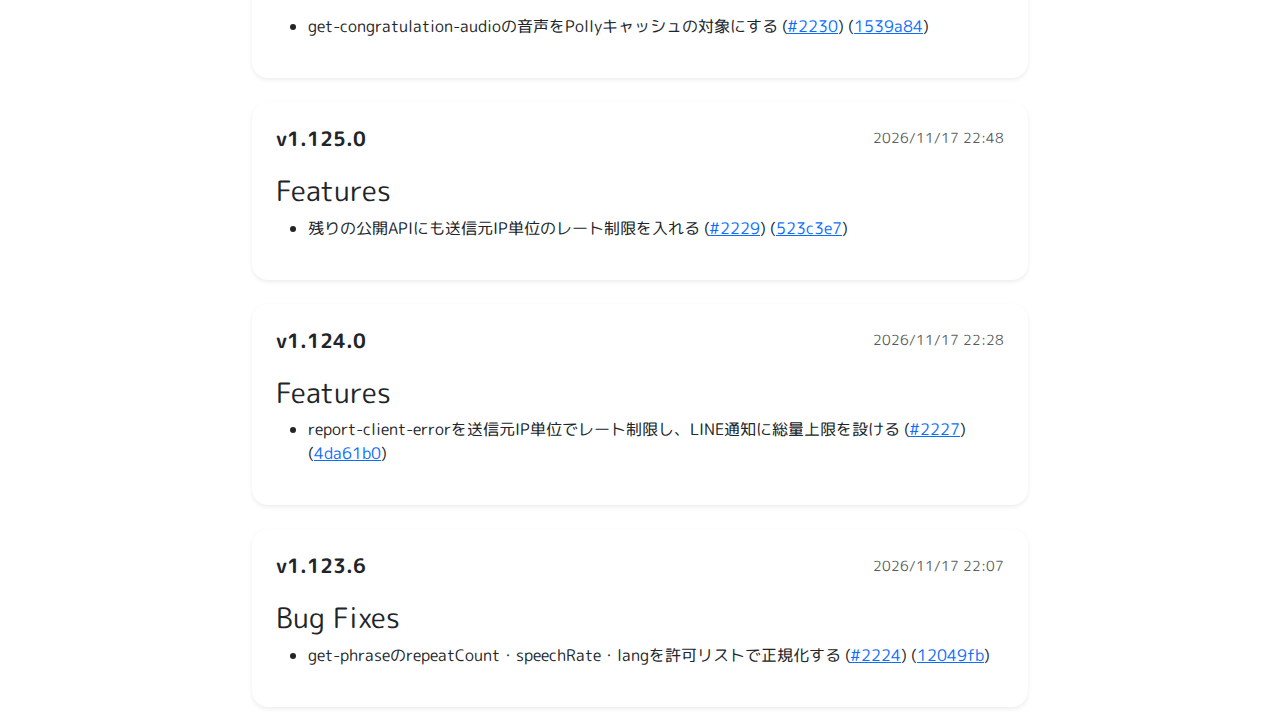 get-congratulation-audioの音声をPollyキャッシュの対象にする (#2230) (1539a84)
v1.125.0
2026/11/17 22:48
Features
残りの公開APIにも送信元IP単位のレート制限を入れる (#2229) (523c3e7)
v1.124.0
2026/11/17 22:28
Features
report-client-errorを送信元IP単位でレート制限し、LINE通知に総量上限を設ける (#2227)
(4da61b0)
v1.123.6
2026/11/17 22:07
Bug Fixes
get-phraseのrepeatCount・speechRate・langを許可リストで正規化する (#2224) (12049fb)